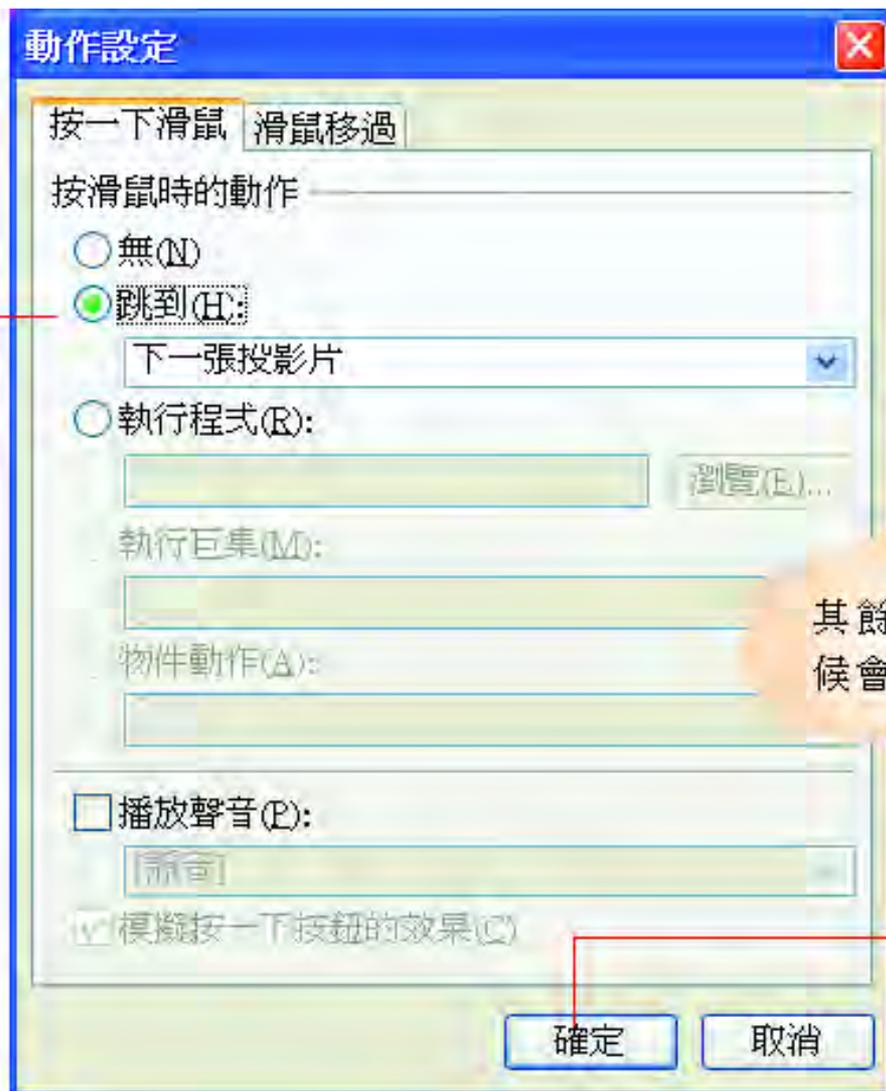 動作設定
按一下滑鼠 滑鼠移過
按滑鼠時的動作
無(N)
跳到(H):
下一張投影片
執行程式(R):
瀏覽(E)...
執行巨集(M):
其餘
物件動作(A):
候會
播放聲音(P):
[靜音]
模擬按一下按鈕的效果(C)
確定 取消